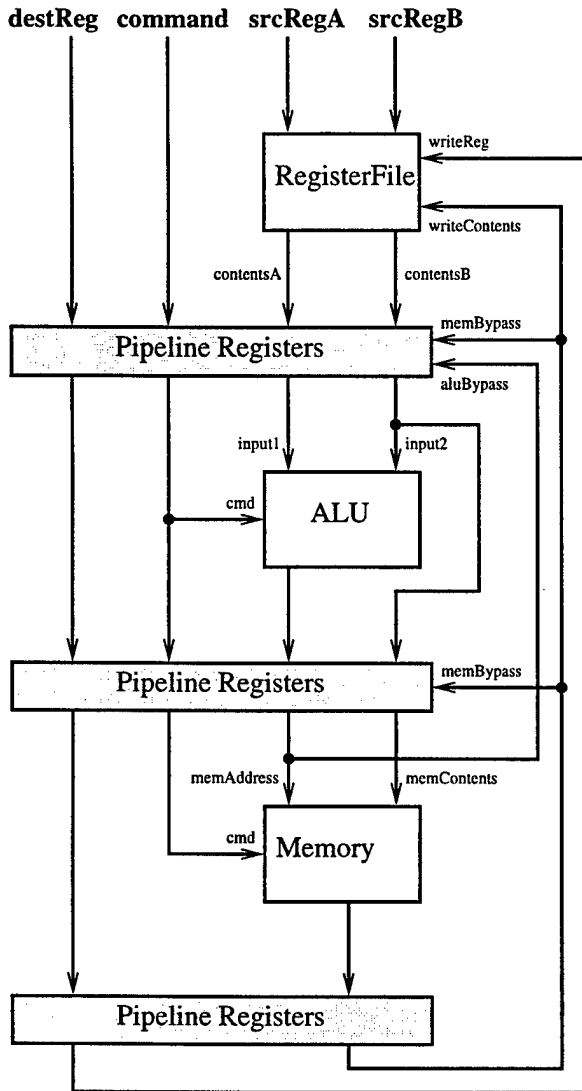 destReg command srcRegA srcRegB
writeReg
RegisterFile
writeContents
contentsA contentsB
memBypass
Pipeline Registers
aluBypass
input1 input2
cmd ALU
memBypass
Pipeline Registers
memAddress memContents
cmd Memory
Pipeline Registers